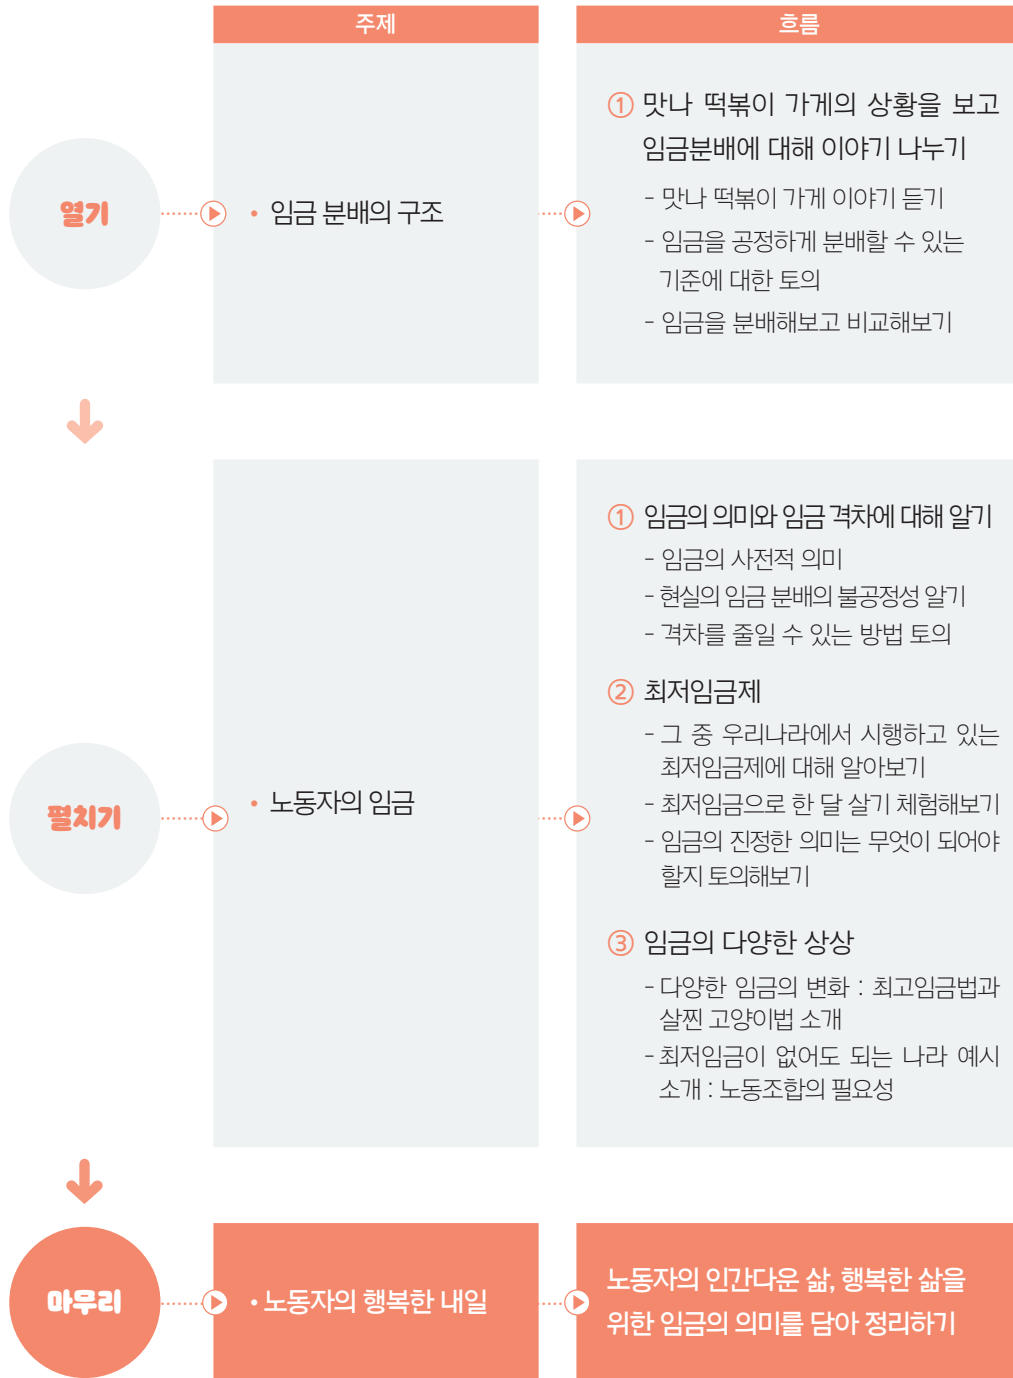 주제
흐름
열기
• 임금 분배의 구조
① 맛나 떡볶이 가게의 상황을 보고
임금분배에 대해 이야기 나누기
- 맛나 떡볶이 가게 이야기 듣기
- 임금을 공정하게 분배할 수 있는
기준에 대한 토의
- 임금을 분배해보고 비교해보기
펼치기
• 노동자의 임금
① 임금의 의미와 임금 격차에 대해 알기
- 임금의 사전적 의미
- 현실의 임금 분배의 불공정성 알기
- 격차를 줄일 수 있는 방법 토의
② 최저임금제
- 그 중 우리나라에서 시행하고 있는
최저임금제에 대해 알아보기
- 최저임금으로 한 달 살기 체험해보기
- 임금의 진정한 의미는 무엇이 되어야
할지 토의해보기
③ 임금의 다양한 상상
- 다양한 임금의 변화 : 최고임금법과
살찐 고양이법 소개
- 최저임금이 없어도 되는 나라 예시
소개 : 노동조합의 필요성
마무리
• 노동자의 행복한 내일
노동자의 인간다운 삶, 행복한 삶을
위한 임금의 의미를 담아 정리하기